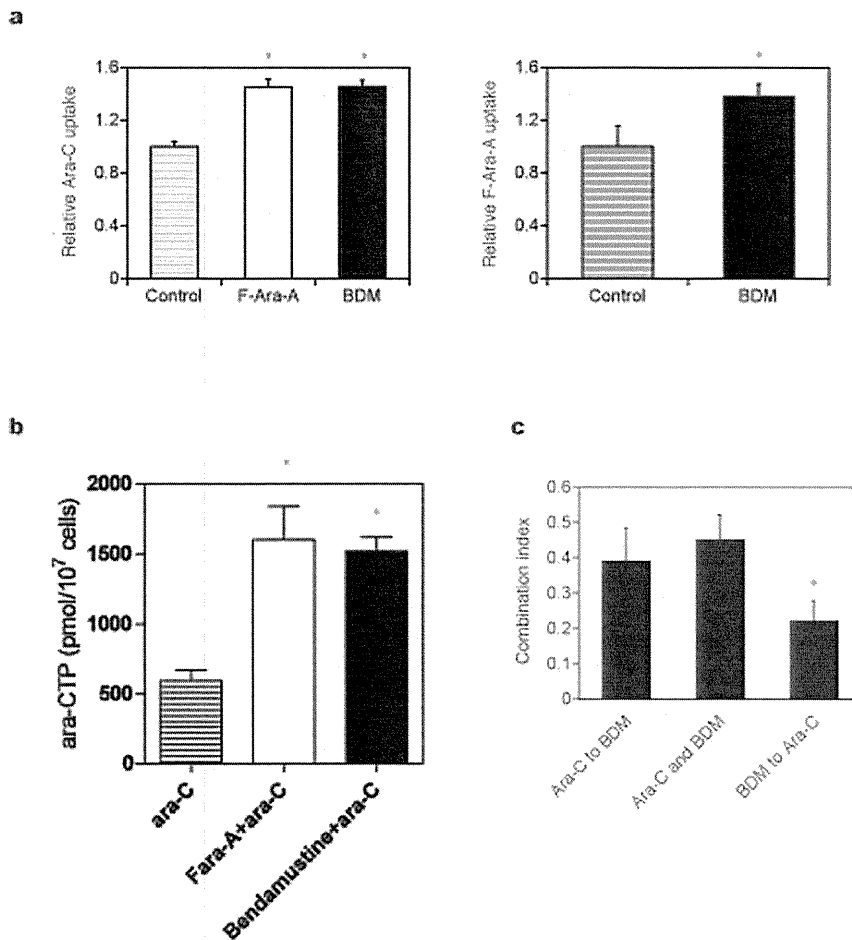 a
Relative Ara-C uptake
1.6
1.2
0.8
0.4
0
Control
F-Ara-A
BDM
*
*
Relative F-Ara-A uptake
1.6
1.2
0.8
0.4
0
Control
BDM
*
b
ara-CTP (pmol/10⁷ cells)
2000
1500
1000
500
0
ara-C
Fara-A+ara-C
Bendamustine+ara-C
*
*
c
Combination index
0.6
0.5
0.4
0.3
0.2
0.1
0
Ara-C to BDM
Ara-C and BDM
BDM to Ara-C
*